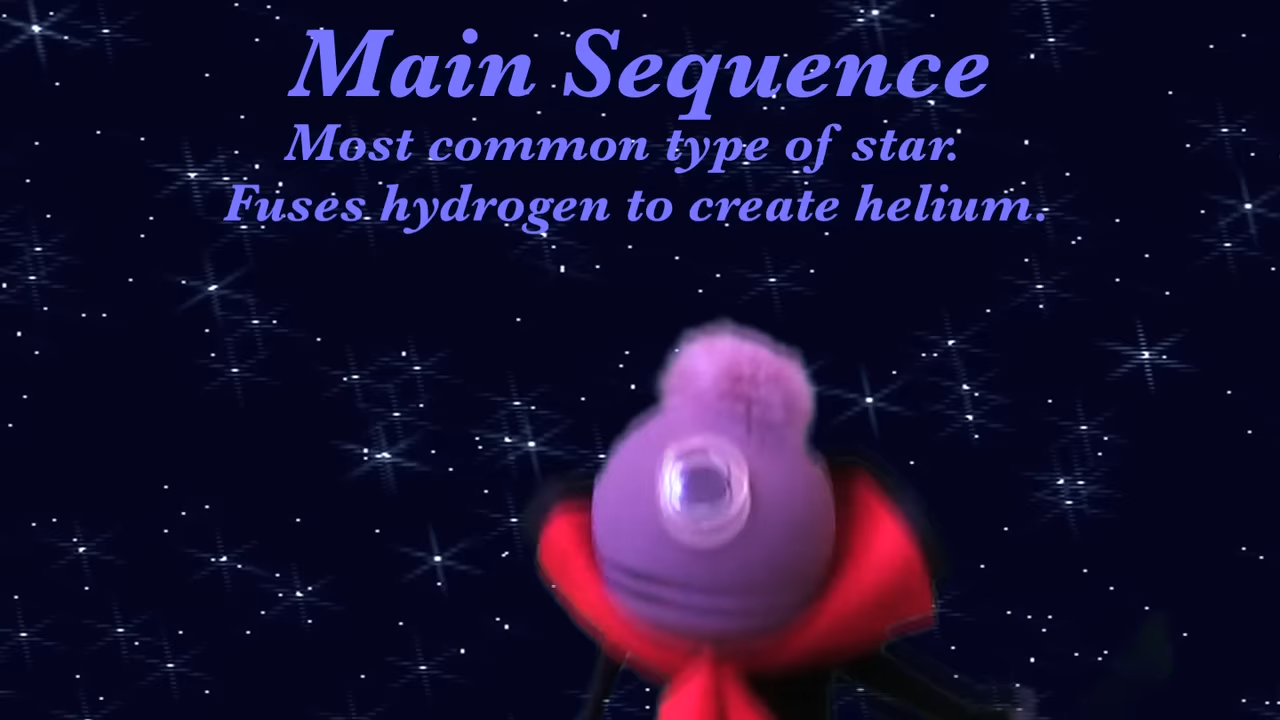 Main Sequence
Most common type of star.
Fuses hydrogen to create helium.